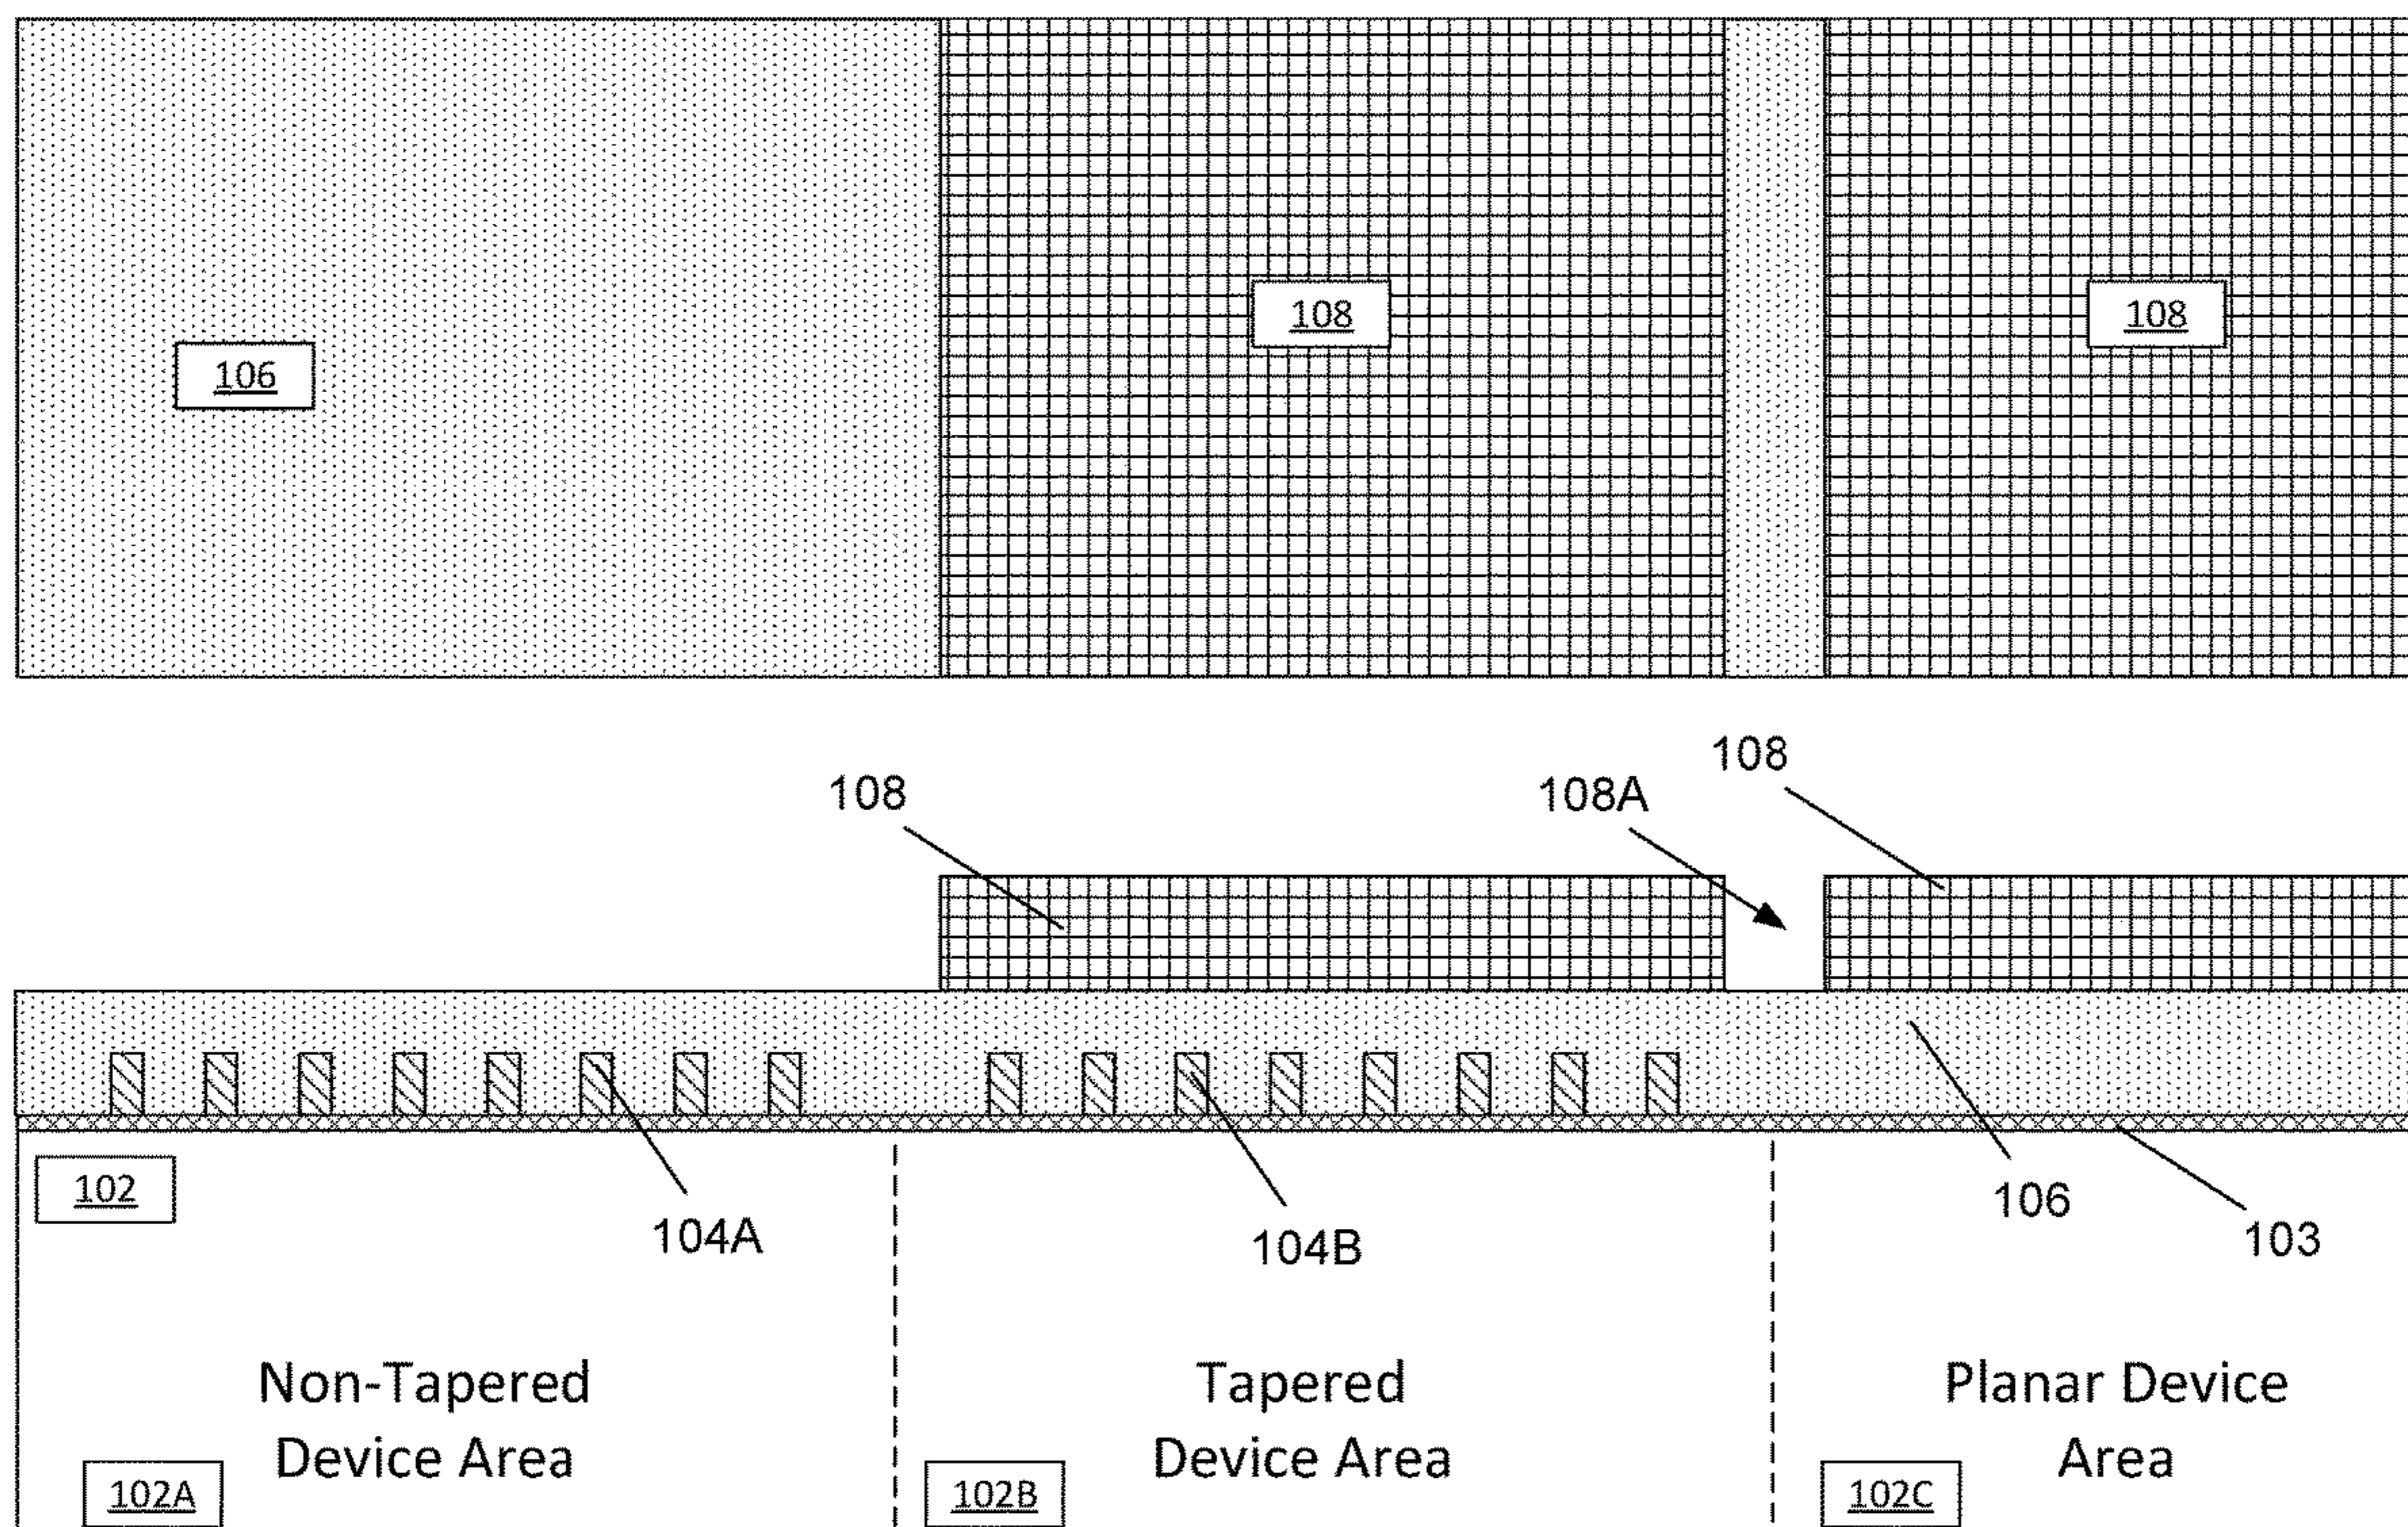 108
108
106
108
108
108A
102
106
104A
104B
103
Non-Tapered
Device Area
Tapered
Device Area
Planar Device
Area
102A
102B
102C